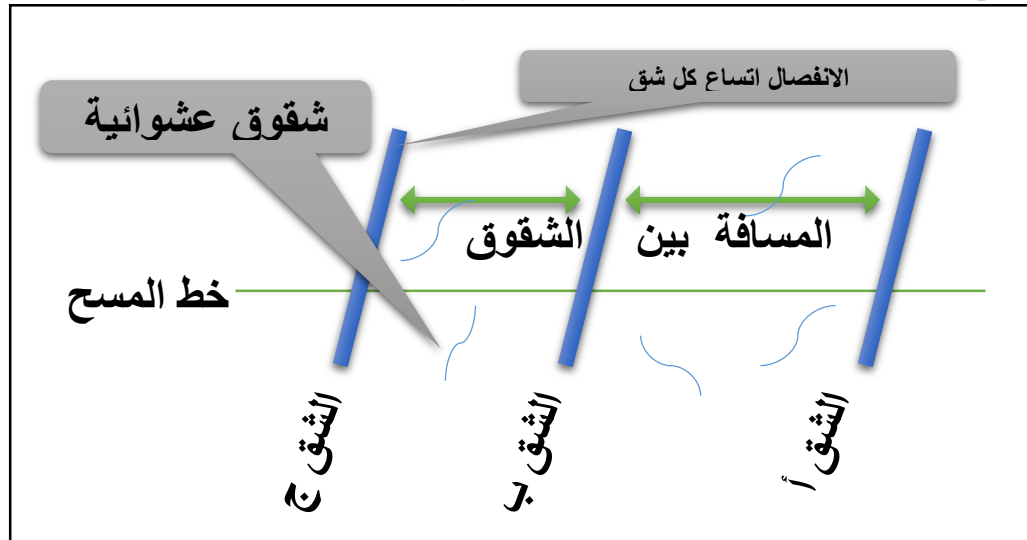 الانفصال اتساع كل شق
شقوق عشوائية
المسافة بين الشقوق
خط المسح
الشق أ
الشق ب
الشق ج